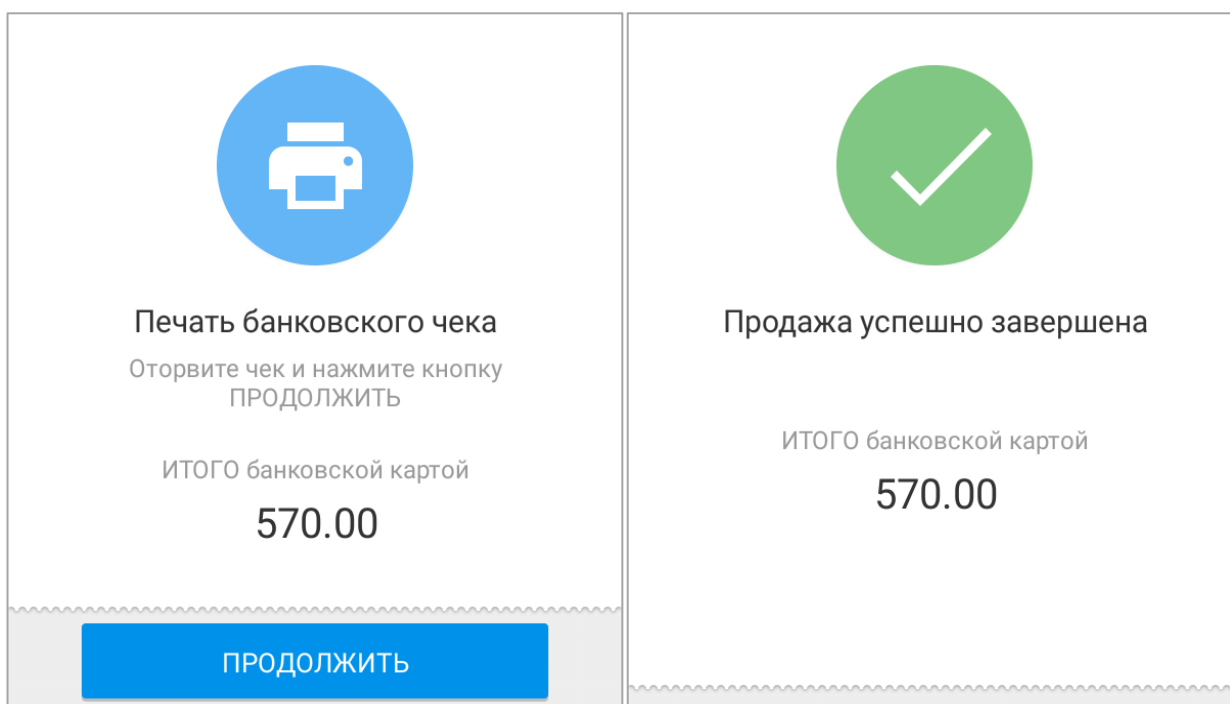 Печать банковского чека
Оторвите чек и нажмите кнопку
ПРОДОЛЖИТЬ
ИТОГО банковской картой
570.00
ПРОДОЛЖИТЬ
Продажа успешно завершена
ИТОГО банковской картой
570.00